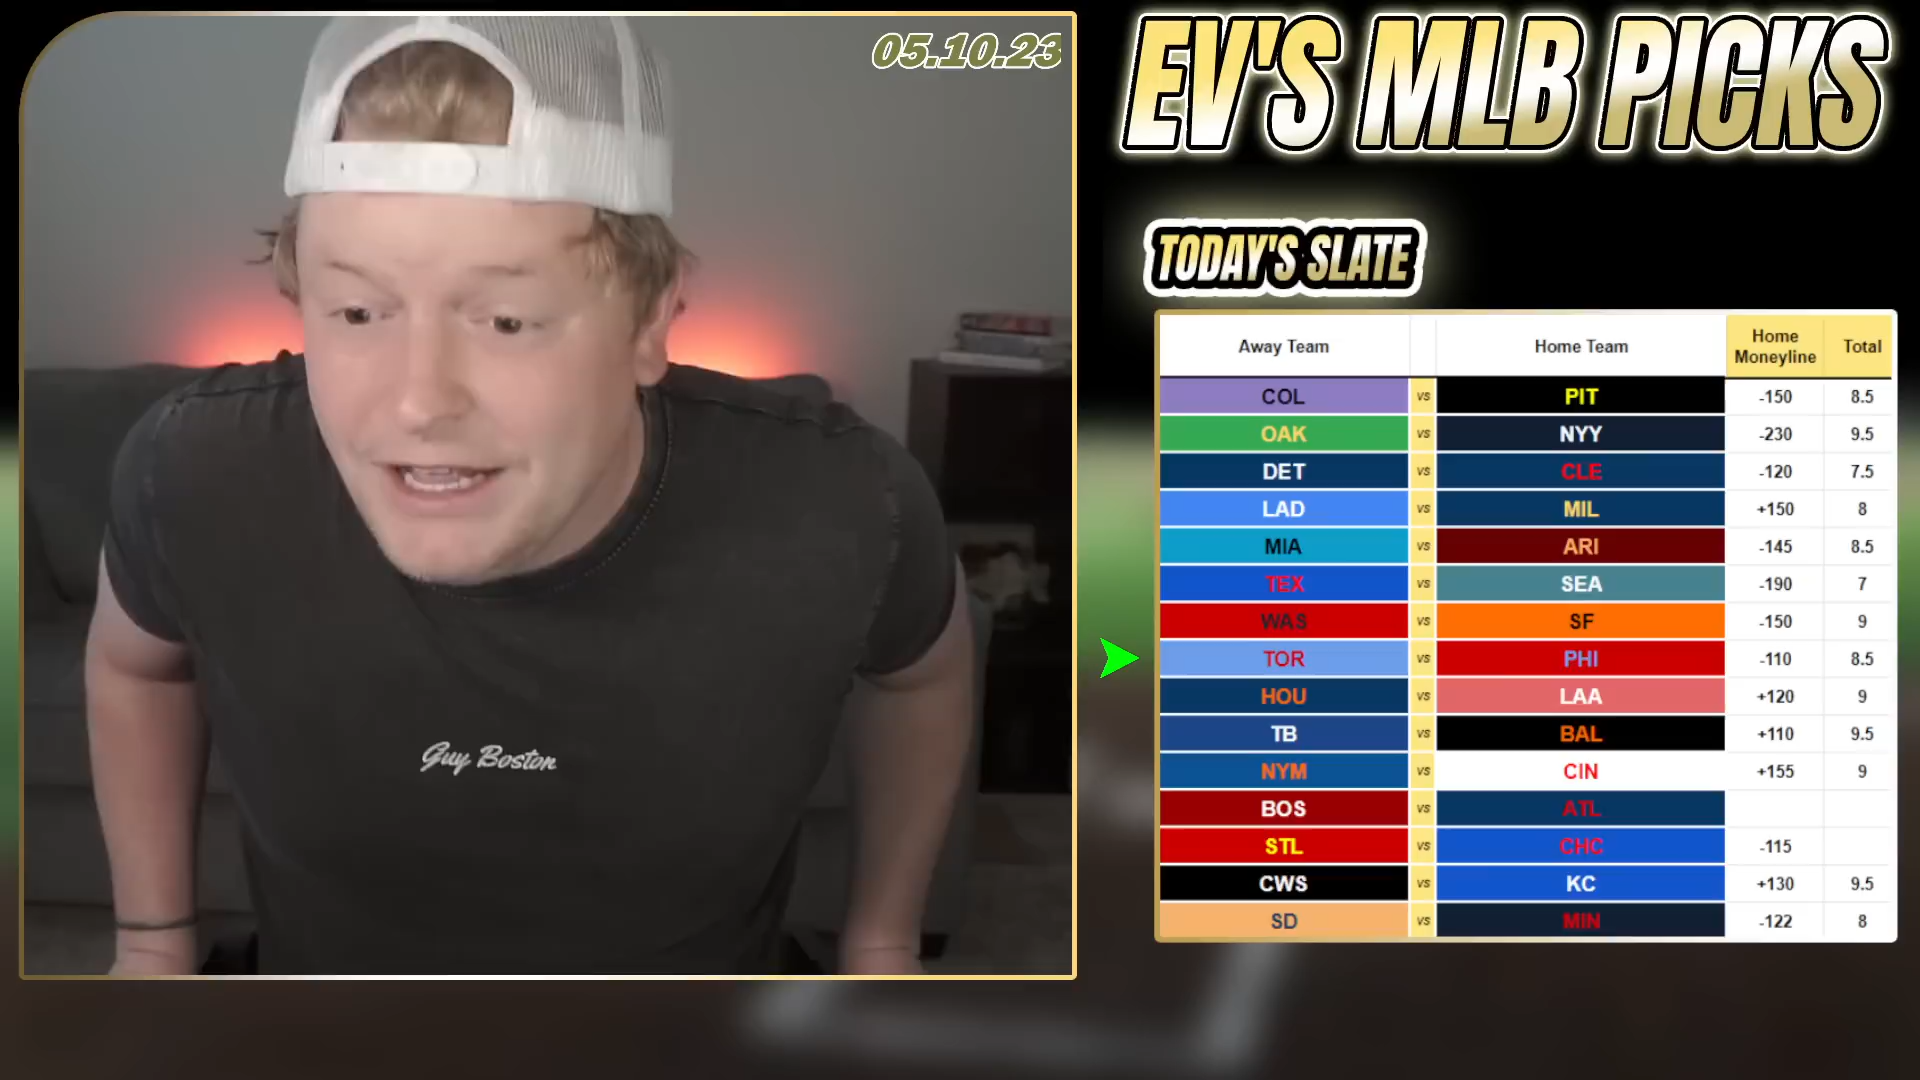 05.10.23
EV'S MLB PICKS
TODAY'S SLATE
Away Team Home Team Home Moneyline Total
COL vs PIT -150 8.5
OAK vs NYY -230 9.5
DET vs CLE -120 7.5
LAD vs MIL +150 8
MIA vs ARI -145 8.5
TEX vs SEA -190 7
WAS vs SF -150 9
TOR vs PHI -110 8.5
HOU vs LAA +120 9
TB vs BAL +110 9.5
NYM vs CIN +155 9
BOS vs ATL
STL vs CHC -115
CWS vs KC +130 9.5
SD vs MIN -122 8
Guy Boston